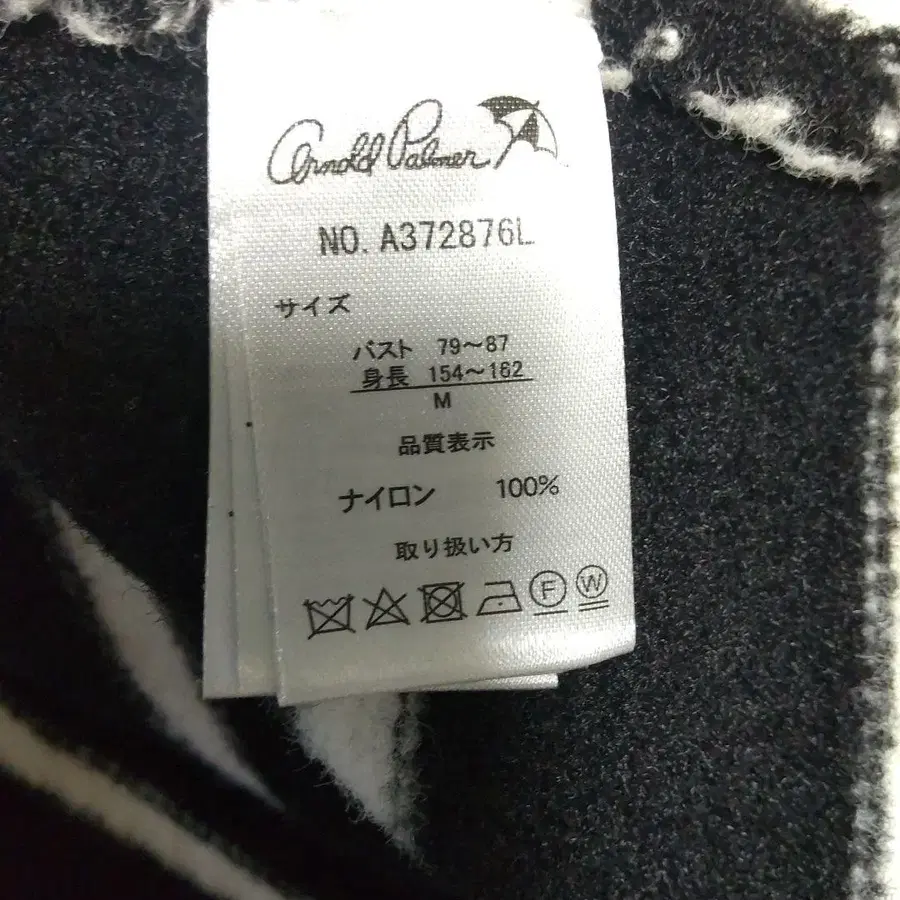 Arnold Palmer
NO. A372876L
サイズ
バスト 79～87
身長 154～162
M
品質表示
ナイロン 100%
取り扱い方
F W